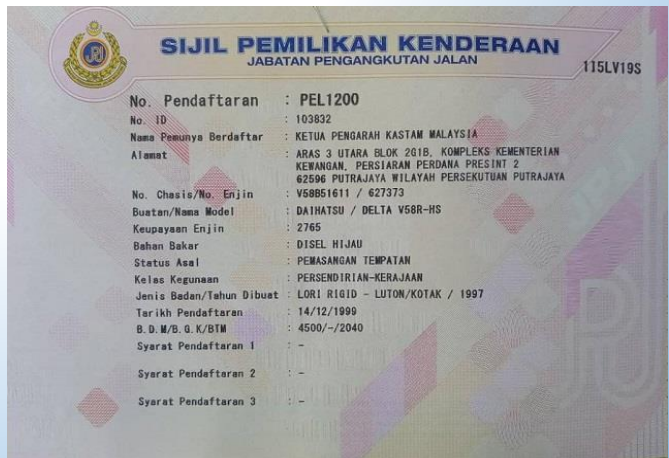 SIJIL PEMILIKAN KENDERAAN
JABATAN PENGANGKUTAN JALAN
115LV19S
No. Pendaftaran : PEL1200
No. ID : 103832
Nama Pemunya Berdaftar : KETUA PENGARAH KASTAM MALAYSIA
Alamat : ARAS 3 UTARA BLOK 2G1B, KOMPLEKS KEMENTERIAN
KEWANGAN, PERSIARAN PERDANA PRESINT 2
62596 PUTRAJAYA WILAYAH PERSEKUTUAN PUTRAJAYA
No. Chasis/No. Enjin : V58B51611 / 627373
Buatan/Nama Model : DAIHATSU / DELTA V58R-HS
Keupayaan Enjin : 2765
Bahan Bakar : DISEL HIJAU
Status Asal : PEMASANGAN TEMPATAN
Kelas Kegunaan : PERSENDIRIAN-KERAJAAN
Jenis Badan/Tahun Dibuat : LORI RIGID - LUTON/KOTAK / 1997
Tarikh Pendaftaran : 14/12/1999
B.D.M/B.G.K/BTM : 4500/-/2040
Syarat Pendaftaran 1 : -
Syarat Pendaftaran 2 : -
Syarat Pendaftaran 3 : -